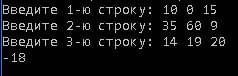 Введите 1-ю строку: 10 0 15
Введите 2-ю строку: 35 60 9
Введите 3-ю строку: 14 19 20
-18